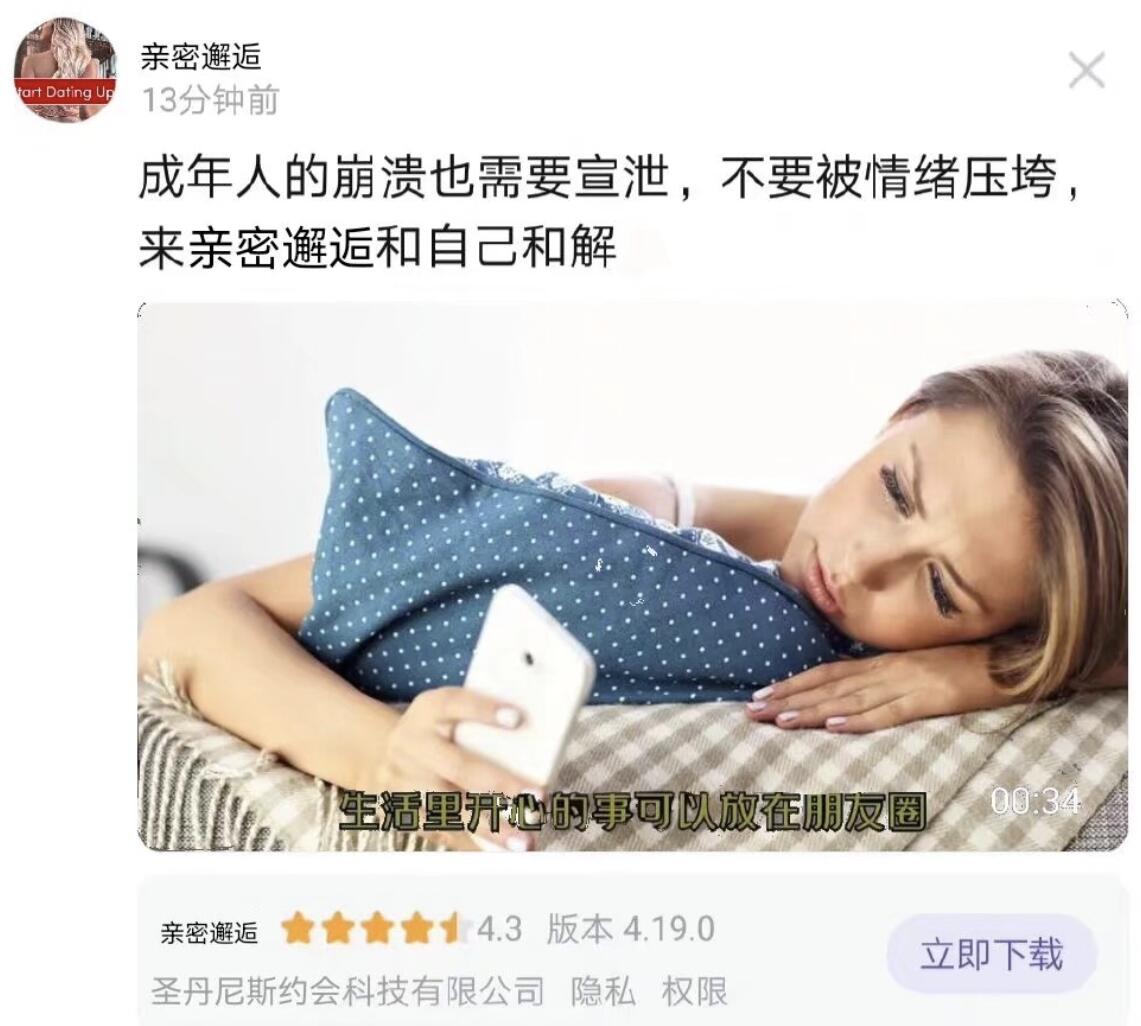 亲密邂逅
13分钟前
tart Dating Up
成年人的崩溃也需要宣泄，不要被情绪压垮，
来亲密邂逅和自己和解
生活里开心的事可以放在朋友圈
00:34
亲密邂逅 4.3 版本 4.19.0
立即下载
圣丹尼斯约会科技有限公司 隐私 权限